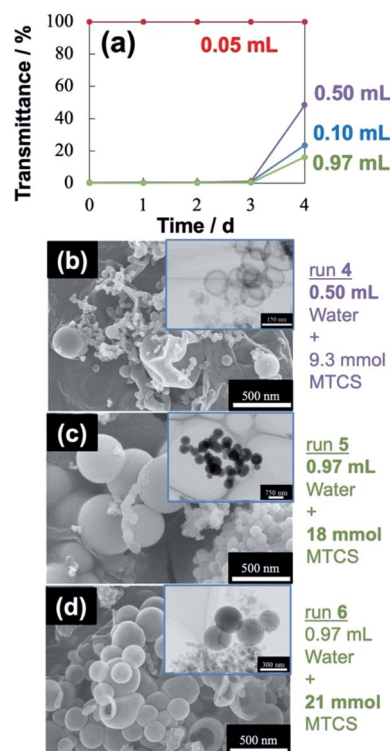 (a)
Transmittance / %
100
80
60
40
20
0
0.05 mL
0.50 mL
0.10 mL
0.97 mL
0 1 2 3 4
Time / d
(b)
150 nm
500 nm
run 4
0.50 mL
Water
+
9.3 mmol
MTCS
(c)
750 nm
500 nm
run 5
0.97 mL
Water
+
18 mmol
MTCS
(d)
300 nm
500 nm
run 6
0.97 mL
Water
+
21 mmol
MTCS